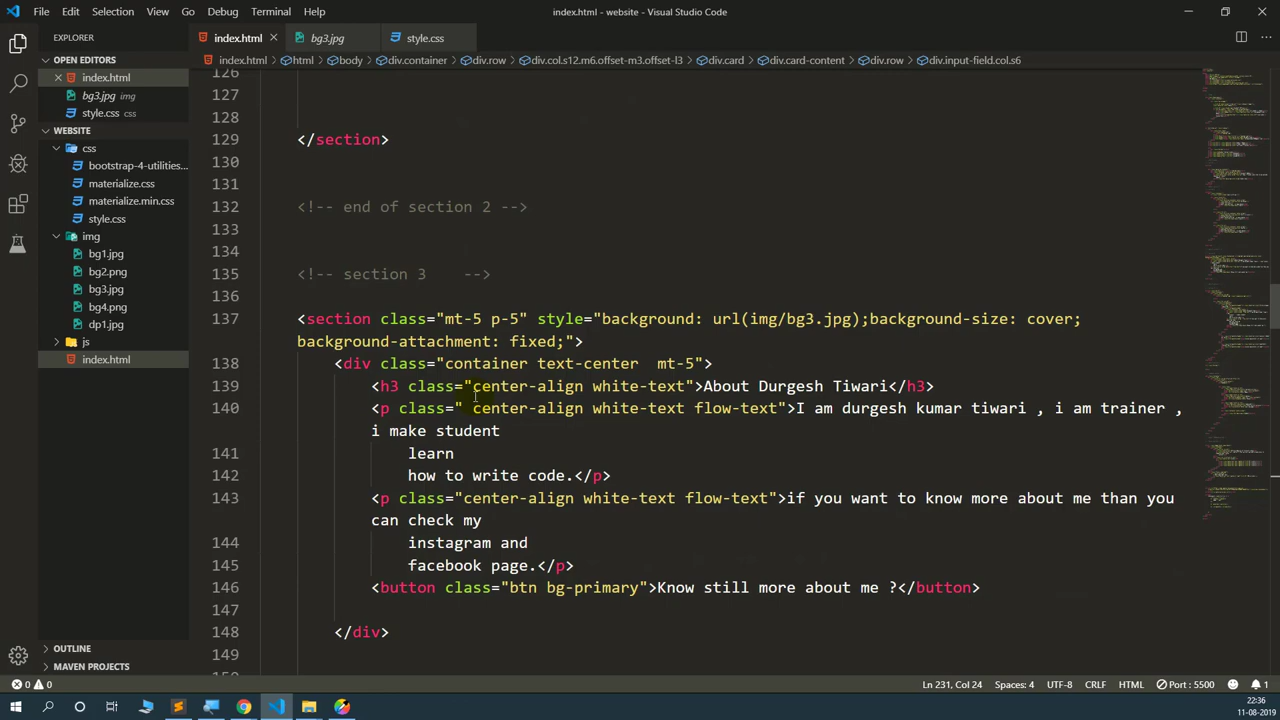 File Edit Selection View Go Debug Terminal Help
index.html - website - Visual Studio Code
EXPLORER
index.html
bg3.jpg
style.css
OPEN EDITORS
index.html
bg3.jpg img
style.css css
WEBSITE
css
bootstrap-4-utilities...
materialize.css
materialize.min.css
style.css
img
bg1.jpg
bg2.png
bg3.jpg
bg4.png
dp1.jpg
js
index.html
OUTLINE
MAVEN PROJECTS
index.html > html > body > div.container > div.row > div.col.s12.m6.offset-m3.offset-l3 > div.card > div.card-content > div.row > div.input-field.col.s6
126
127
128
129 </section>
130
131
132 <!-- end of section 2 -->
133
134
135 <!-- section 3 -->
136
137 <section class="mt-5 p-5" style="background: url(img/bg3.jpg);background-size: cover;
background-attachment: fixed;">
138 <div class="container text-center  mt-5">
139 <h3 class="center-align white-text">About Durgesh Tiwari</h3>
140 <p class=" center-align white-text flow-text">I am durgesh kumar tiwari , i am trainer ,
i make student
141 learn
142 how to write code.</p>
143 <p class="center-align white-text flow-text">if you want to know more about me than you
can check my
144 instagram and
145 facebook page.</p>
146 <button class="btn bg-primary">Know still more about me ?</button>
147
148 </div>
149
0 0
Ln 231, Col 24 Spaces: 4 UTF-8 CRLF HTML Port : 5500 1
22:36
11-08-2019